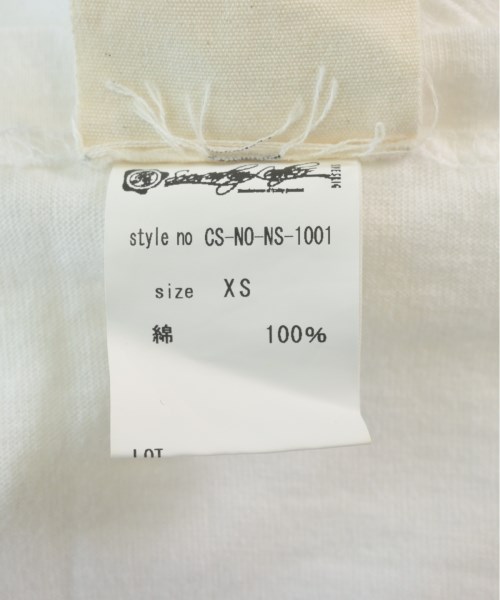 style no CS-NO-NS-1001
size XS
綿 100%
LOT